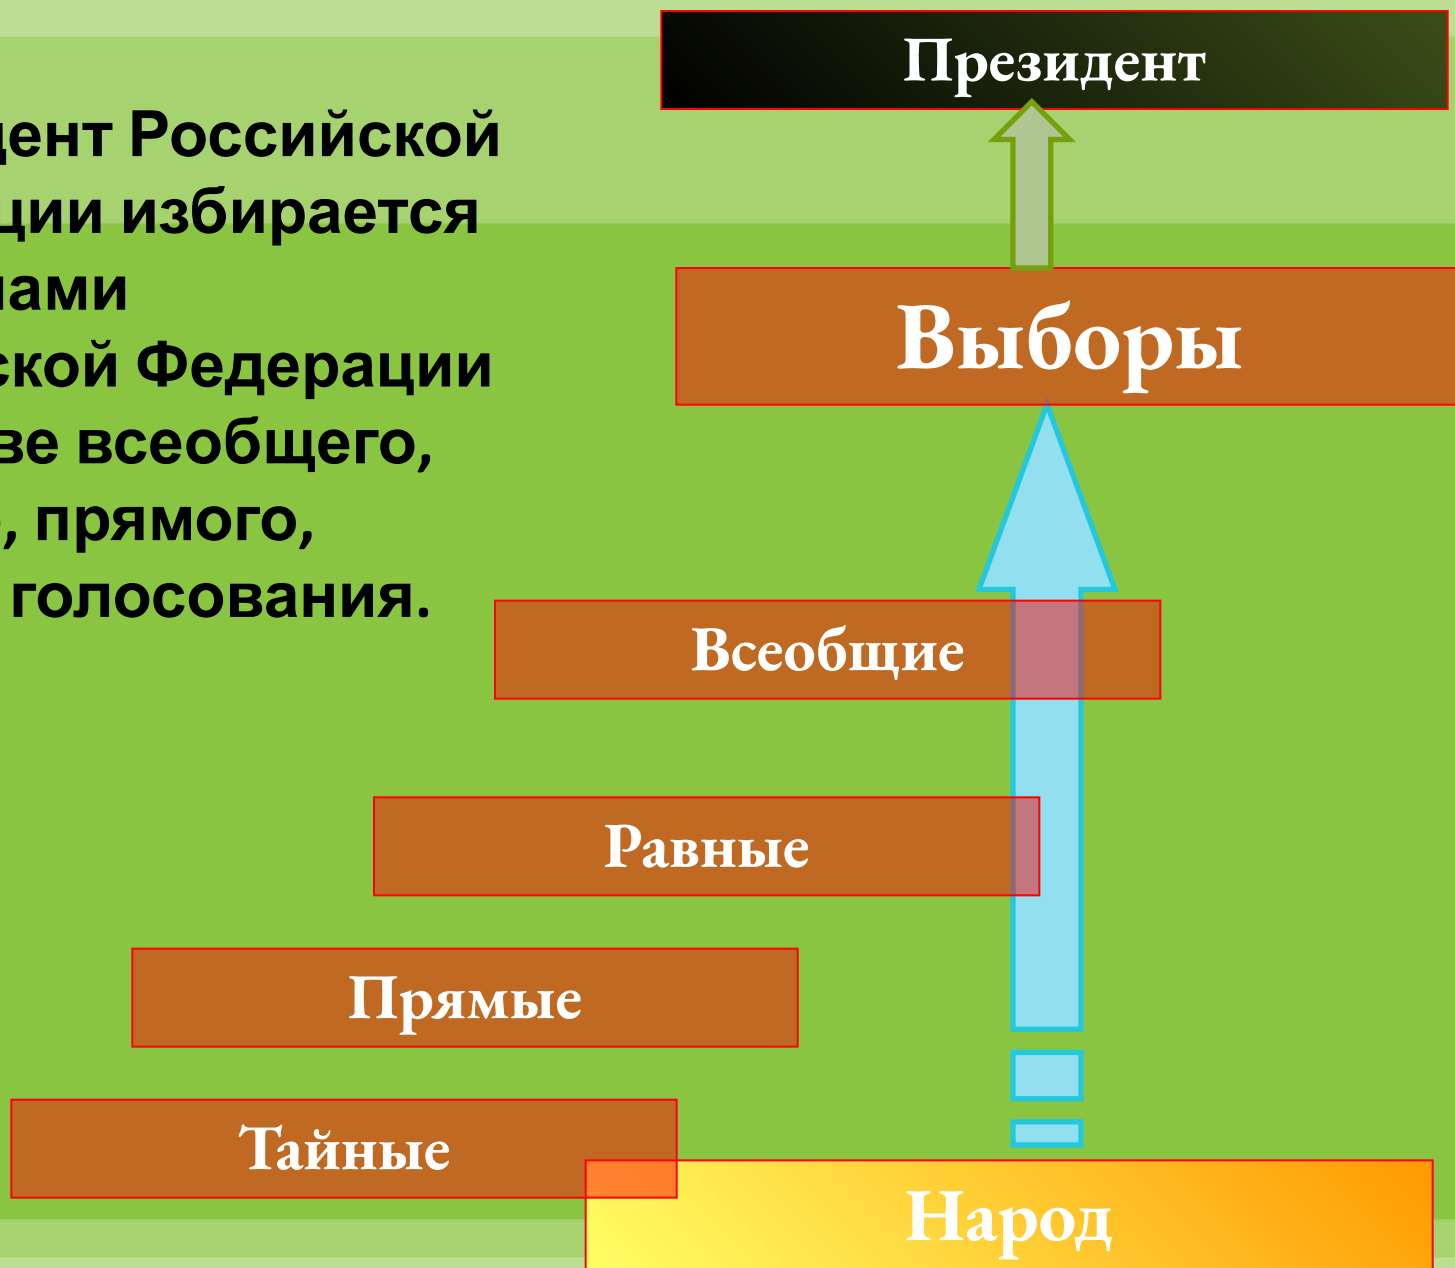 Президент
дент Российской
ции избирается
нами
ской Федерации
ве всеобщего,
, прямого,
голосования.
Выборы
Всеобщие
Равные
Прямые
Тайные
Народ